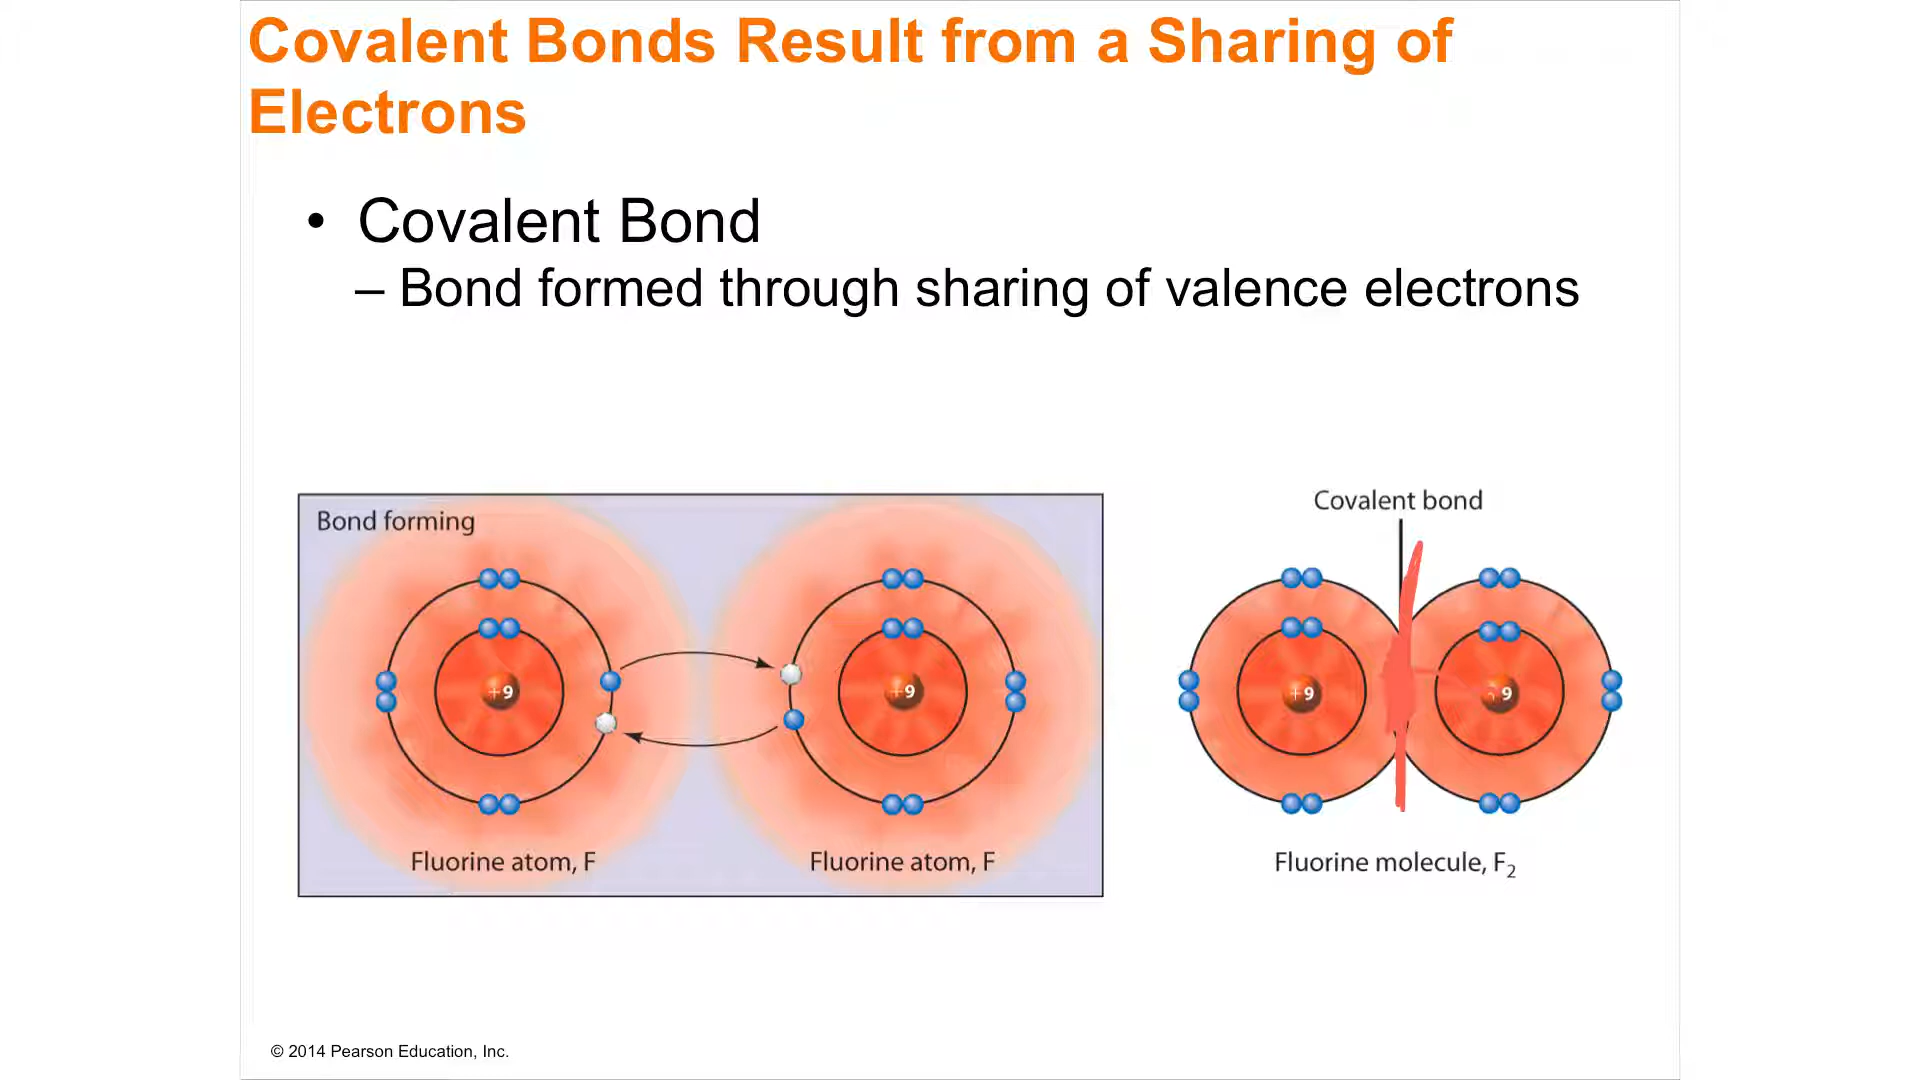 Covalent Bonds Result from a Sharing of
Electrons
• Covalent Bond
– Bond formed through sharing of valence electrons
Bond forming
Covalent bond
+9
+9
+9
9
Fluorine atom, F
Fluorine atom, F
Fluorine molecule, F₂
© 2014 Pearson Education, Inc.